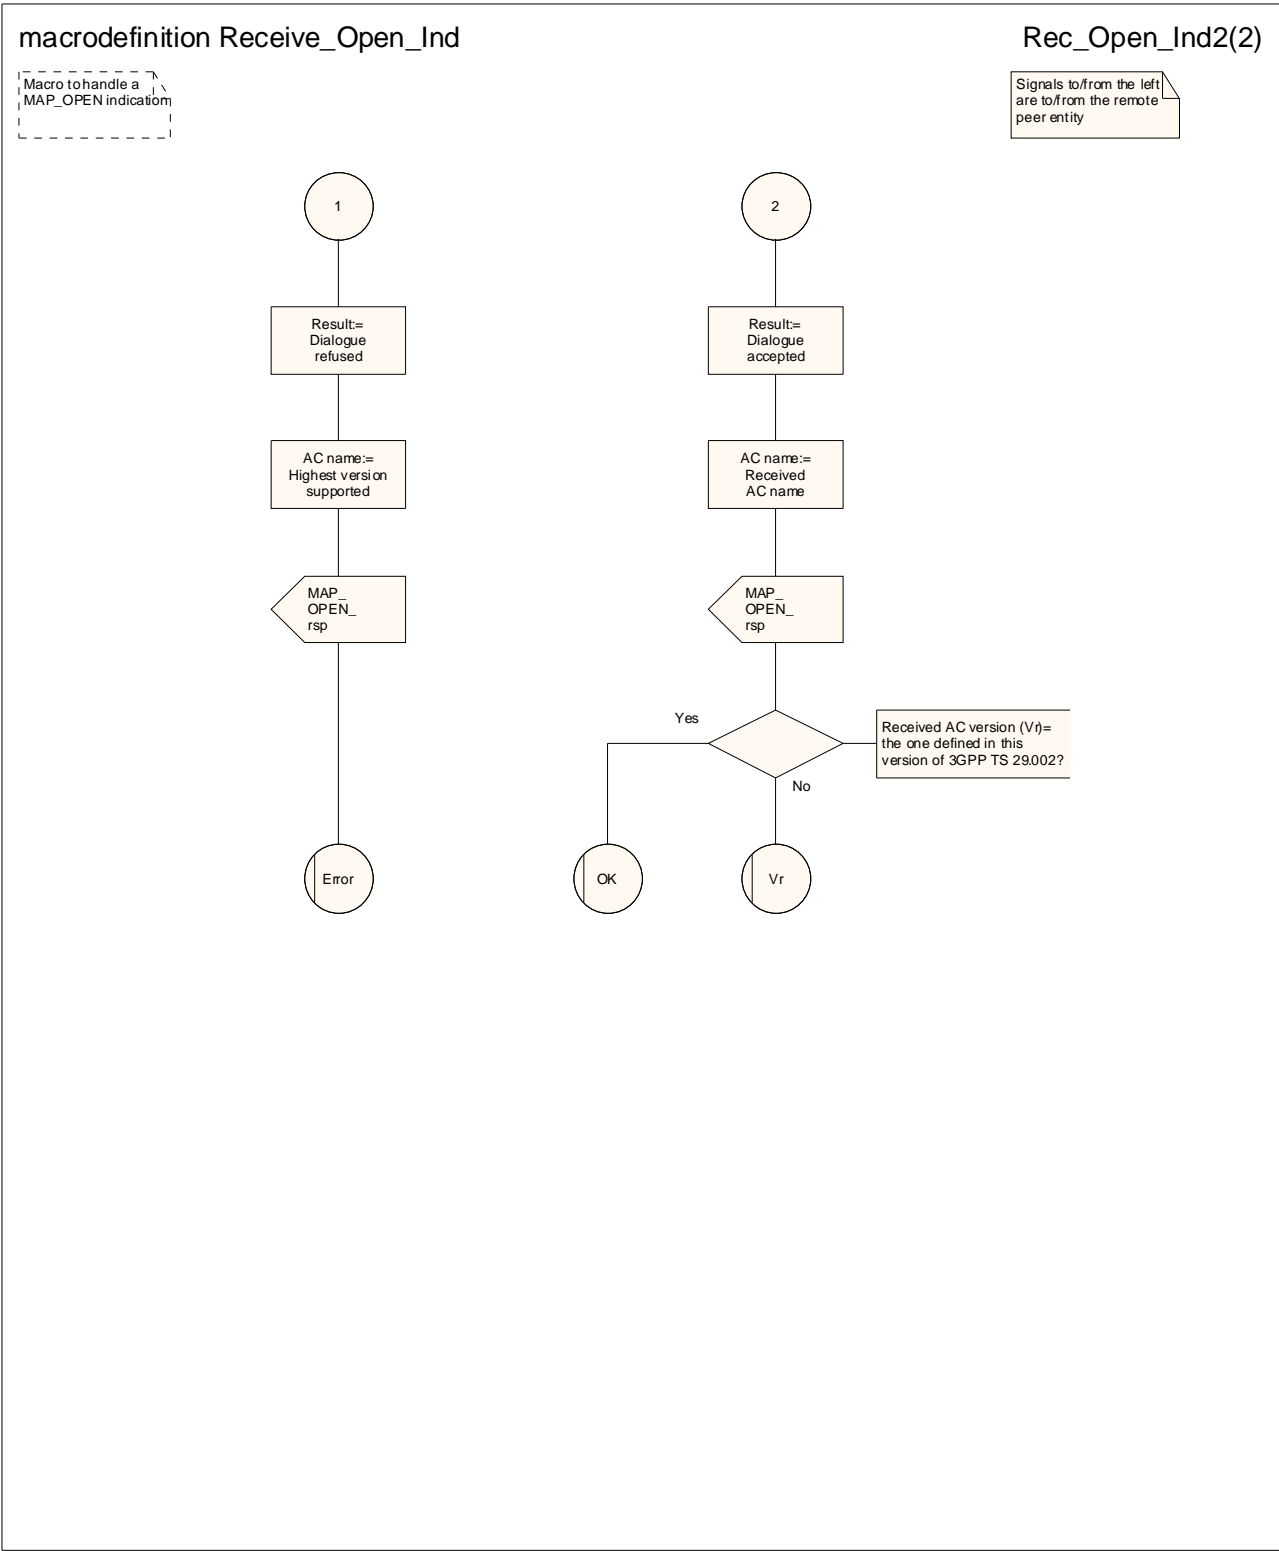 macrodefinition Receive_Open_Ind
Rec_Open_Ind2(2)
Macro to handle a
MAP_OPEN indication
Signals to/from the left
are to/from the remote
peer entity
1
2
Result:=
Dialogue
refused
Result:=
Dialogue
accepted
AC name:=
Highest version
supported
AC name:=
Received
AC name
MAP_
OPEN_
rsp
MAP_
OPEN_
rsp
Yes
Received AC version (Vr)=
the one defined in this
version of 3GPP TS 29.002?
No
Error
OK
Vr